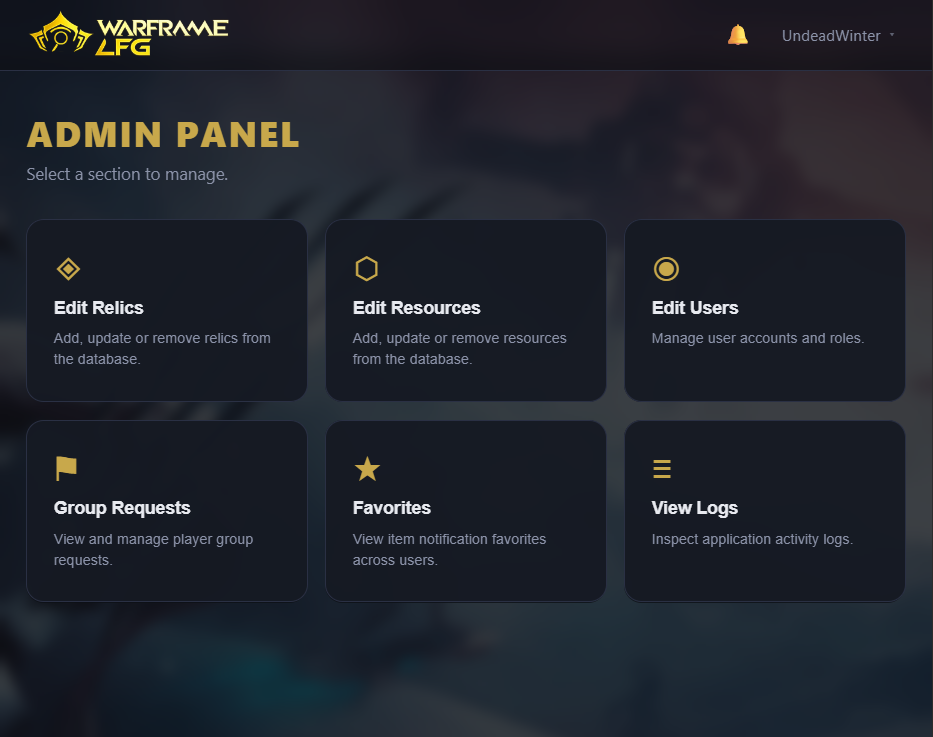 WARFRAME
LFG
UndeadWinter
ADMIN PANEL
Select a section to manage.
Edit Relics
Add, update or remove relics from
the database.
Edit Resources
Add, update or remove resources
from the database.
Edit Users
Manage user accounts and roles.
Group Requests
View and manage player group
requests.
Favorites
View item notification favorites
across users.
View Logs
Inspect application activity logs.